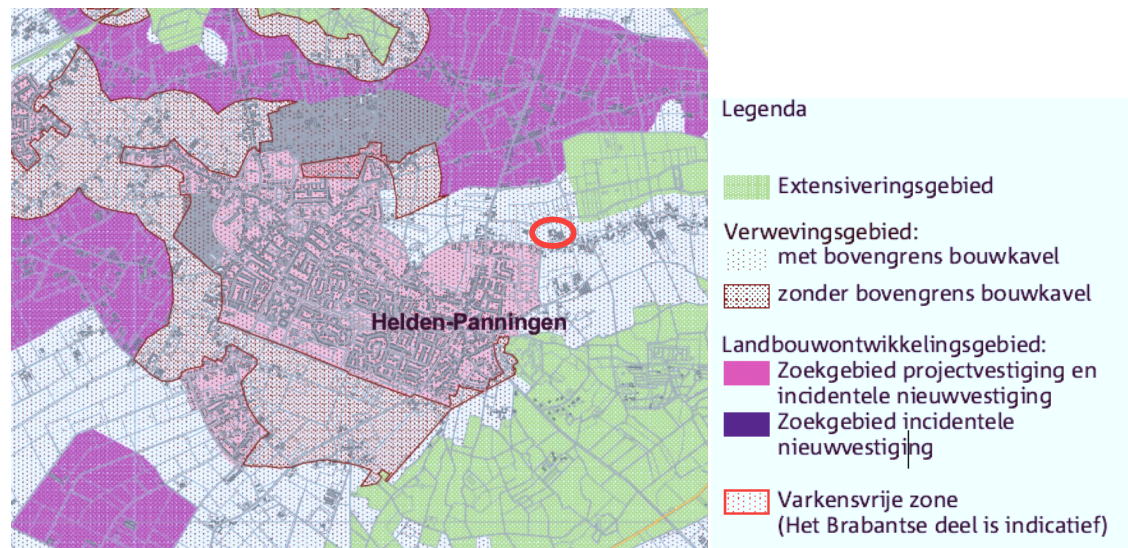 Helden-Panningen
Legenda
Extensiveringsgebied
Verwevingsgebied:
met bovengrens bouwkavel
zonder bovengrens bouwkavel
Landbouwontwikkelingsgebied:
Zoekgebied projectvestiging en
incidentele nieuwvestiging
Zoekgebied incidentele
nieuwvestiging
Varkensvrije zone
(Het Brabantse deel is indicatief)